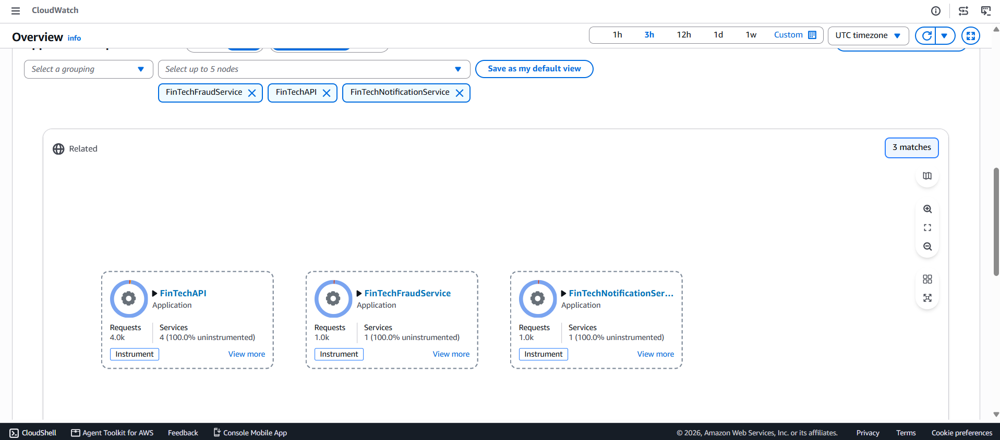 CloudWatch
Overview info
1h 3h 12h 1d 1w Custom UTC timezone
Select a grouping Select up to 5 nodes Save as my default view
FinTechFraudService FinTechAPI FinTechNotificationService
Related 3 matches
FinTechAPI
Application
Requests Services
4.0k 4 (100.0% uninstrumented)
Instrument View more
FinTechFraudService
Application
Requests Services
1.0k 1 (100.0% uninstrumented)
Instrument View more
FinTechNotificationSer...
Application
Requests Services
1.0k 1 (100.0% uninstrumented)
Instrument View more
CloudShell Agent Toolkit for AWS Feedback Console Mobile App © 2026, Amazon Web Services, Inc. or its affiliates. Privacy Terms Cookie preferences